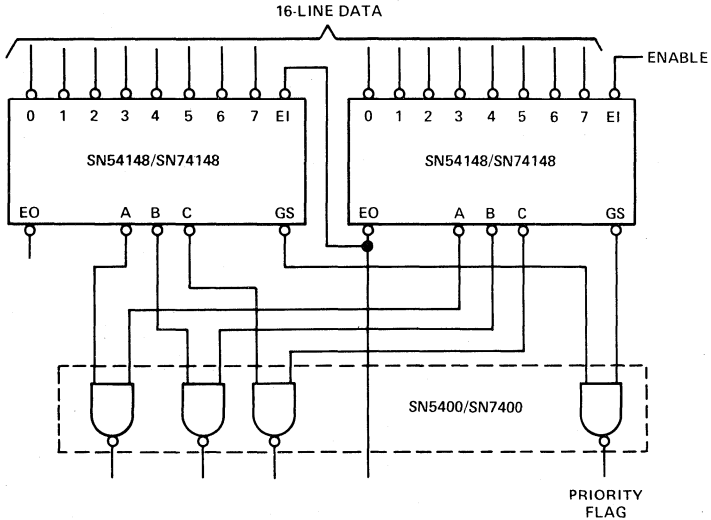 16-LINE DATA
ENABLE
0 1 2 3 4 5 6 7 EI
0 1 2 3 4 5 6 7 EI
SN54148/SN74148
SN54148/SN74148
EO A B C GS
EO A B C GS
SN5400/SN7400
PRIORITY
FLAG